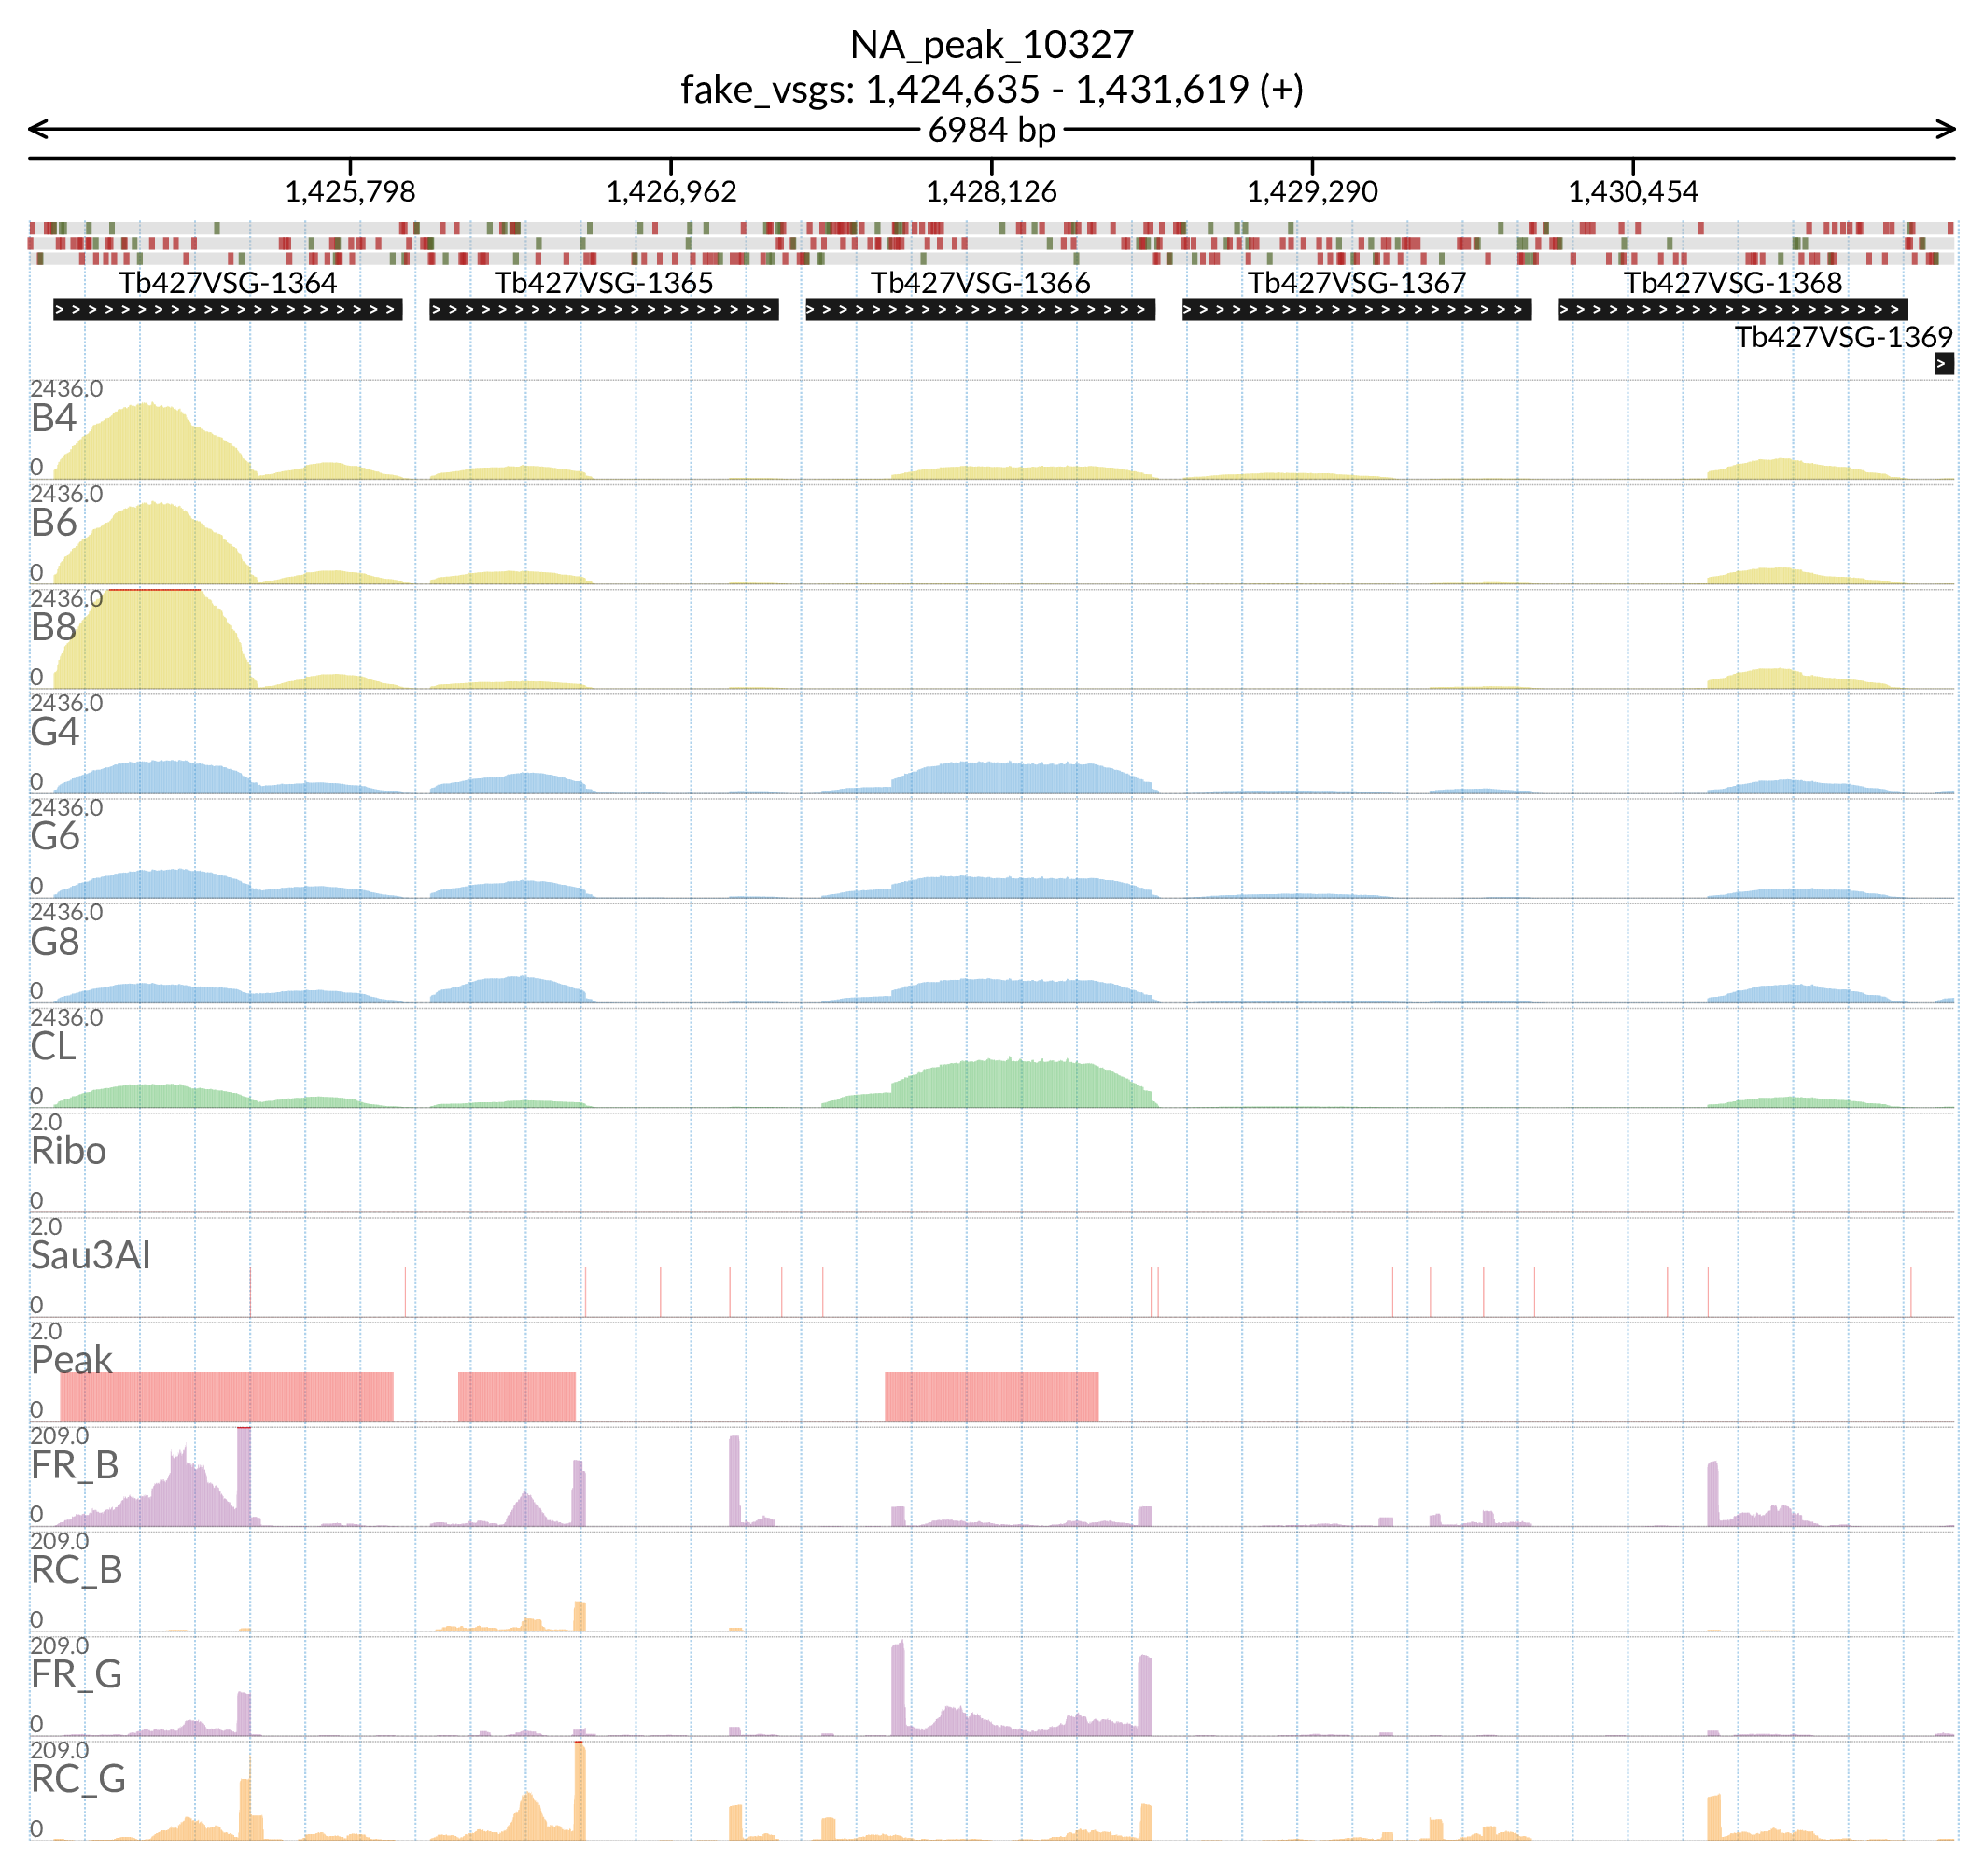 NA_peak_10327
fake_vsgs: 1,424,635 - 1,431,619 (+)
6984 bp
1,425,798 1,426,962 1,428,126 1,429,290 1,430,454
Tb427VSG-1364 Tb427VSG-1365 Tb427VSG-1366 Tb427VSG-1367 Tb427VSG-1368
Tb427VSG-1369
2436.0
B4
0
2436.0
B6
0
2436.0
B8
0
2436.0
G4
0
2436.0
G6
0
2436.0
G8
0
2436.0
CL
0
2.0
Ribo
0
2.0
Sau3AI
0
2.0
Peak
0
209.0
FR_B
0
209.0
RC_B
0
209.0
FR_G
0
209.0
RC_G
0